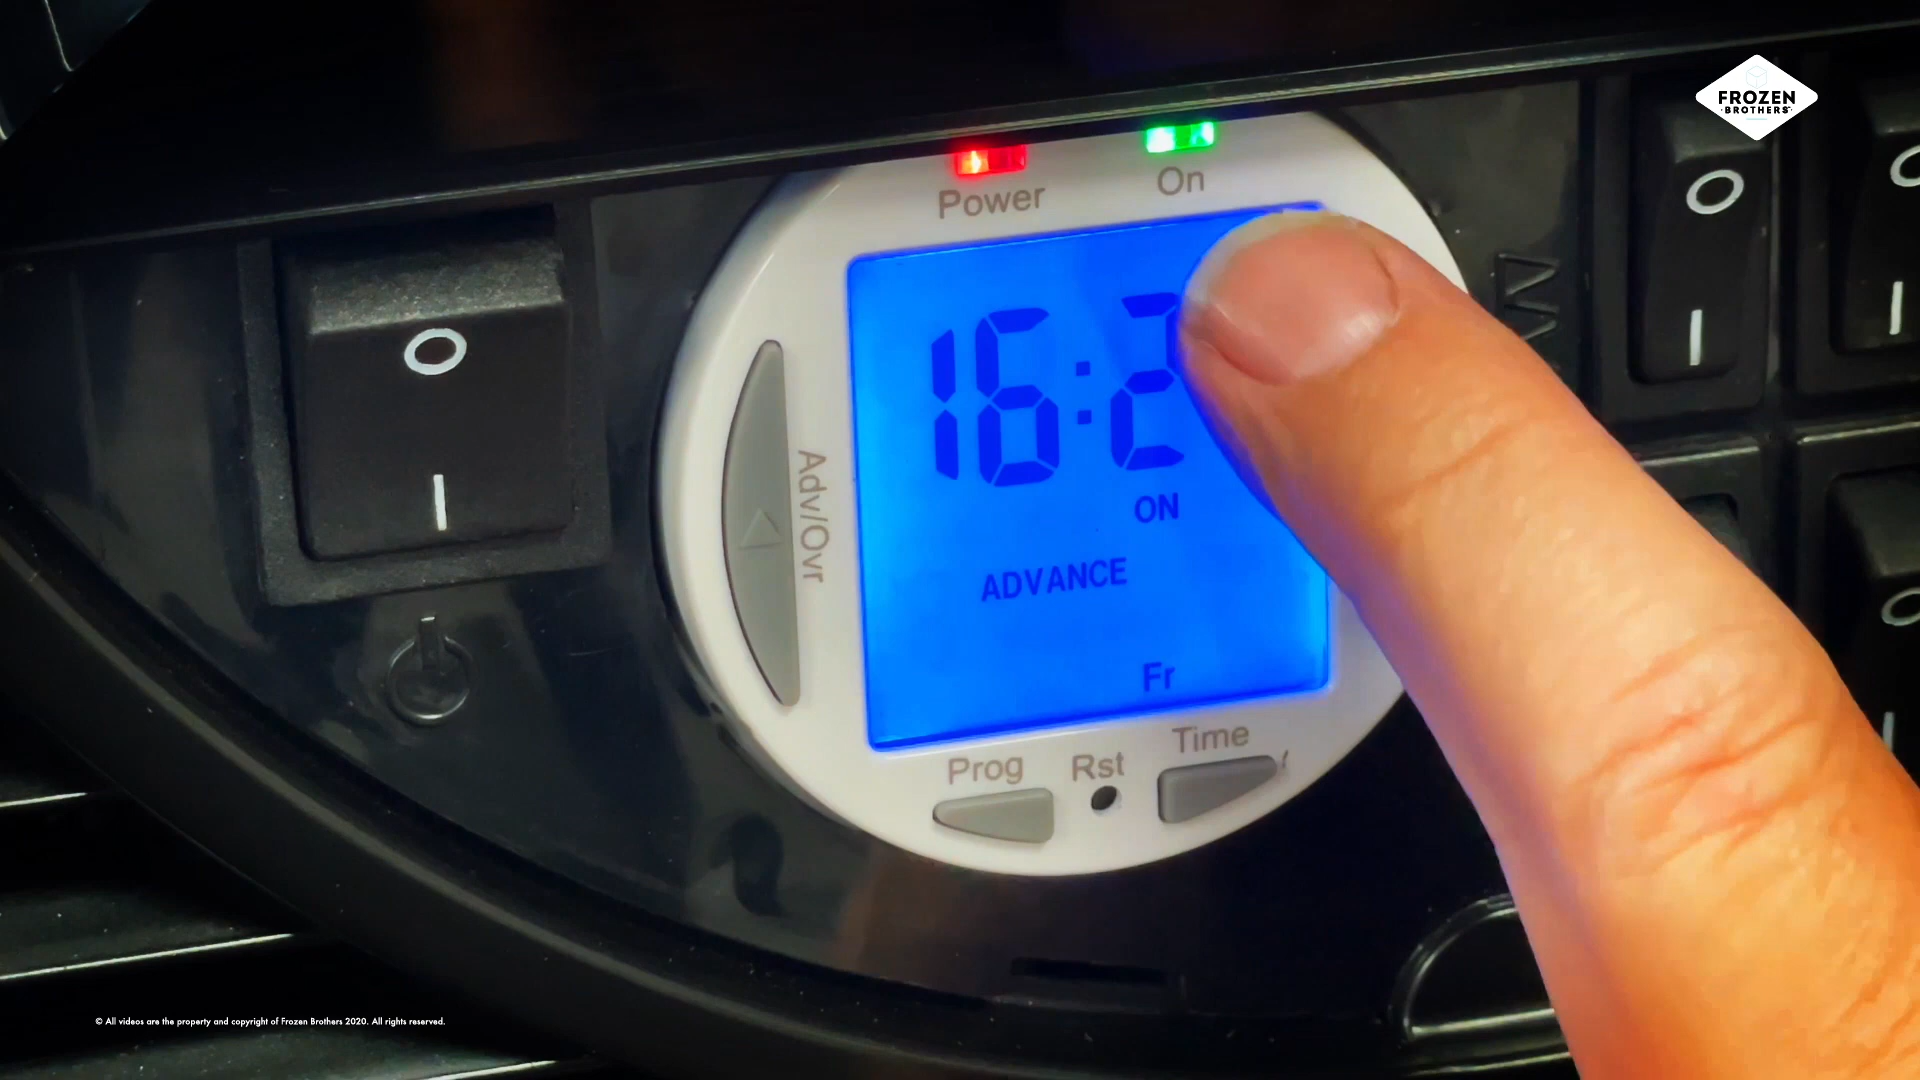 FROZEN
BROTHERS
Power
On
16:2
ON
ADVANCE
Fr
Adv/Ovr
Prog
Rst
Time
© All videos are the property and copyright of Frozen Brothers 2020. All rights reserved.